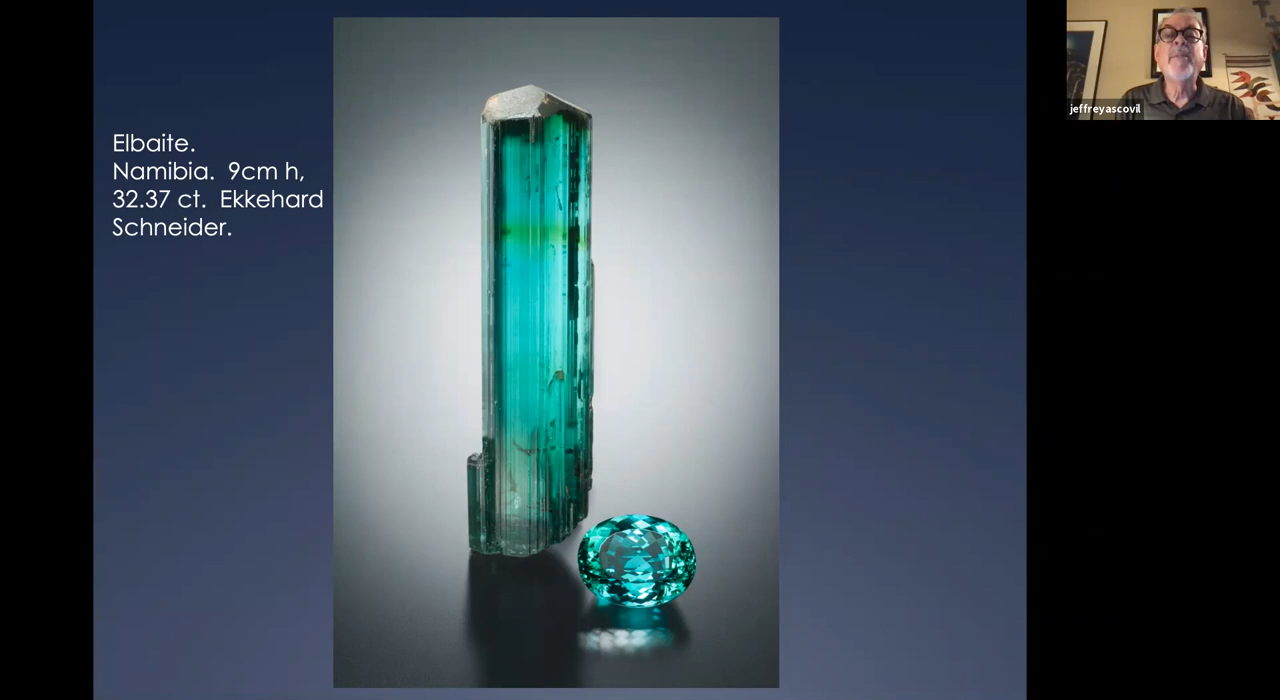 Elbaite.
Namibia.  9cm h,
32.37 ct.  Ekkehard
Schneider.
jeffreyascovil